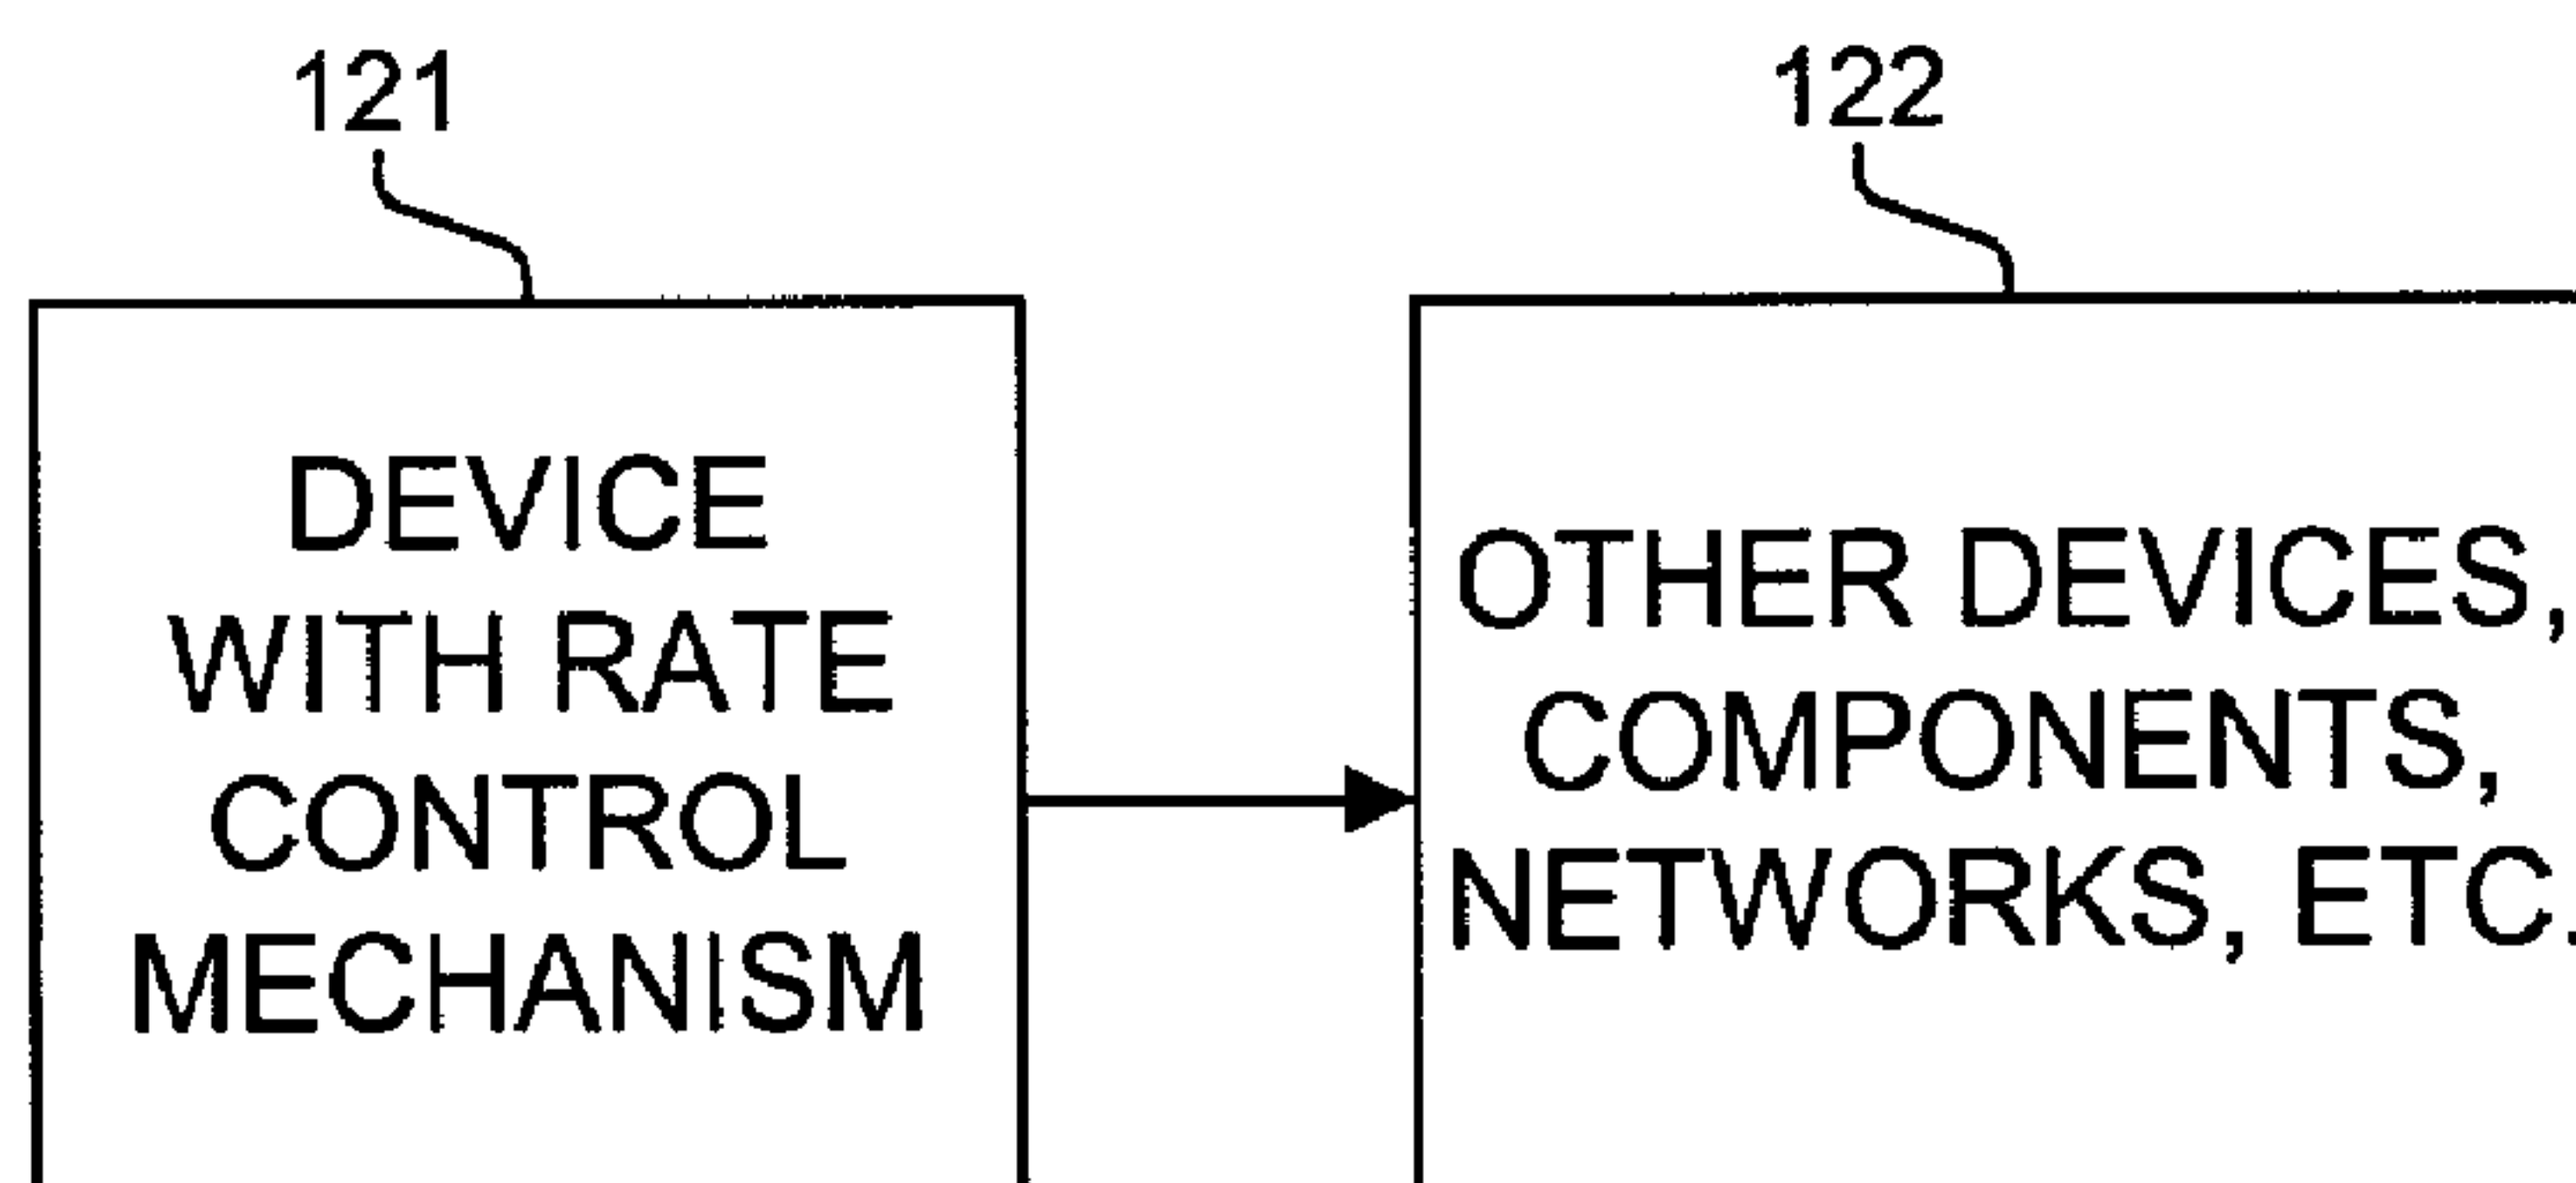 121
122
DEVICE
WITH RATE
CONTROL
MECHANISM
OTHER DEVICES,
COMPONENTS,
NETWORKS, ETC.